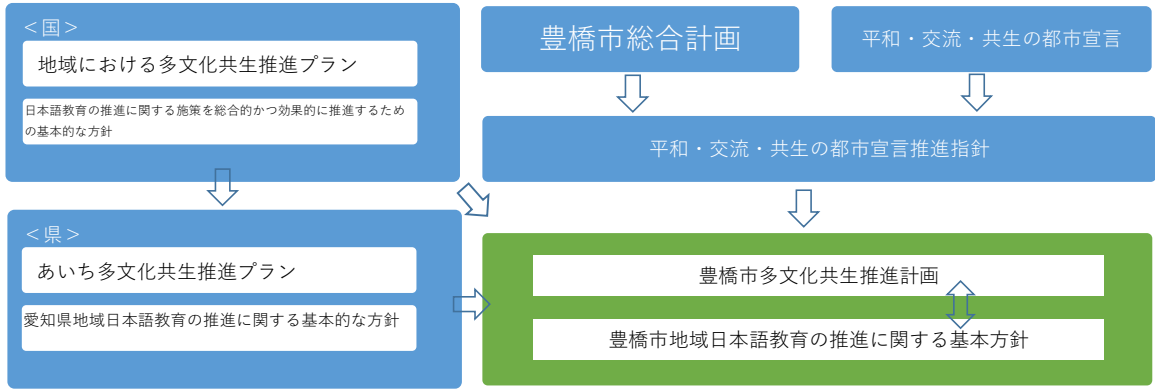 ＜国＞
地域における多文化共生推進プラン
日本語教育の推進に関する施策を総合的かつ効果的に推進するため
の基本的な方針
＜県＞
あいち多文化共生推進プラン
愛知県地域日本語教育の推進に関する基本的な方針
豊橋市総合計画
平和・交流・共生の都市宣言
平和・交流・共生の都市宣言推進指針
豊橋市多文化共生推進計画
豊橋市地域日本語教育の推進に関する基本方針